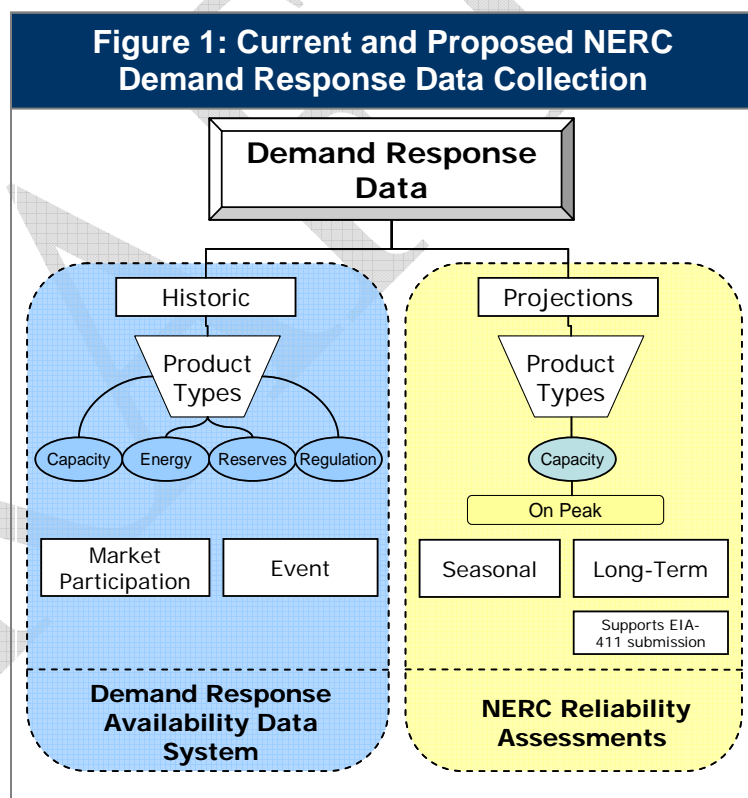 Figure 1: Current and Proposed NERC
Demand Response Data Collection
Demand Response
Data
Historic
Product
Types
Capacity
Energy
Reserves
Regulation
Market
Participation
Event
Demand Response
Availability Data
System
Projections
Product
Types
Capacity
On Peak
Seasonal
Long-Term
Supports EIA-
411 submission
NERC Reliability
Assessments